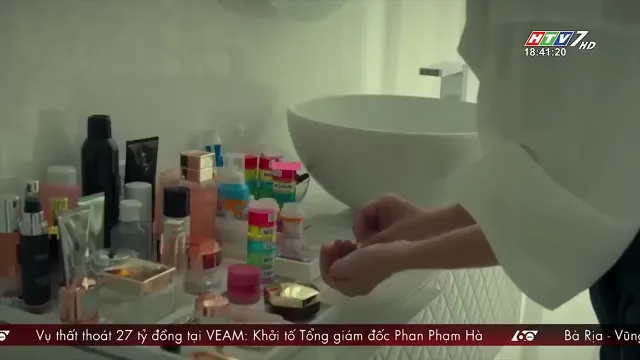 HTV7 HD
18:41:20
Vụ thất thoát 27 tỷ đồng tại VEAM: Khởi tố Tổng giám đốc Phan Phạm Hà
Bà Rịa - Vũng